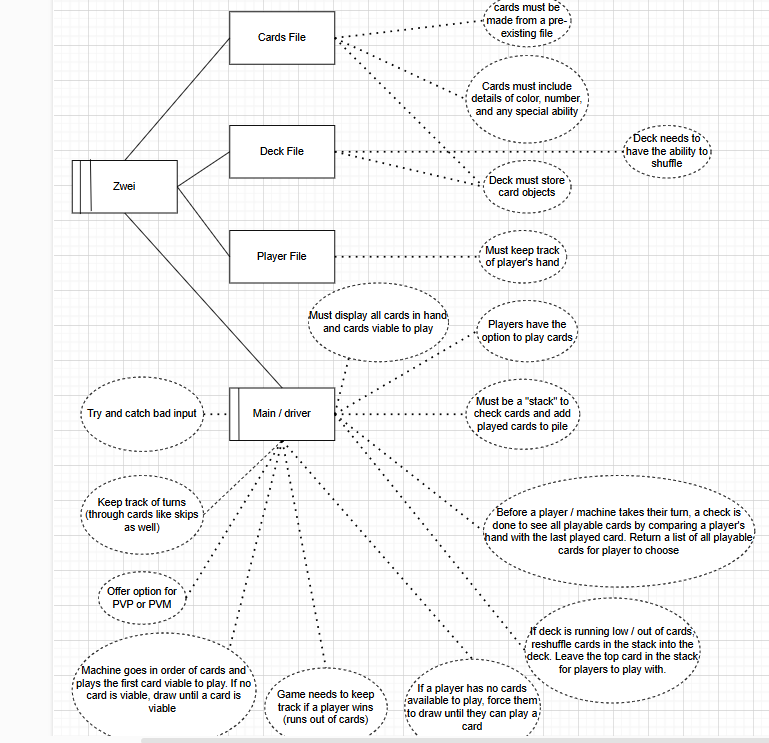 cards must be
made from a pre-
existing file
Cards File
Cards must include
details of color, number,
and any special ability
Deck File
Deck needs to
have the ability to
shuffle
Zwei
Deck must store
card objects
Player File
Must keep track
of player's hand
Must display all cards in hand
and cards viable to play
Players have the
option to play cards
Try and catch bad input
Main / driver
Must be a "stack" to
check cards and add
played cards to pile
Keep track of turns
(through cards like skips
as well)
Before a player / machine takes their turn, a check is
done to see all playable cards by comparing a player's
hand with the last played card. Return a list of all playable
cards for player to choose
Offer option for
PVP or PVM
If deck is running low / out of cards,
reshuffle cards in the stack into the
deck. Leave the top card in the stack
for players to play with.
Machine goes in order of cards and
plays the first card viable to play. If no
card is viable, draw until a card is
viable
Game needs to keep
track if a player wins
(runs out of cards)
If a player has no cards
available to play, force them
to draw until they can play a
card